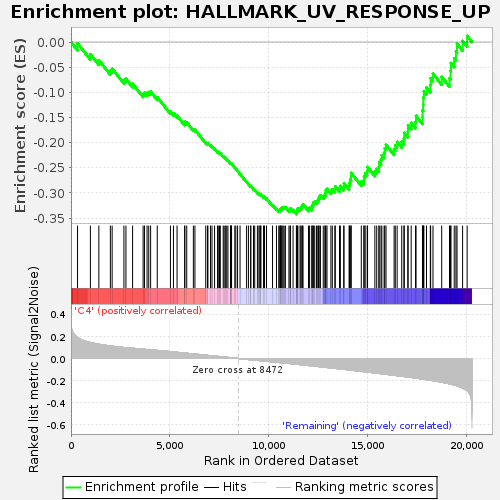 Enrichment plot: HALLMARK_UV_RESPONSE_UP
Enrichment score (ES)
0.00
-0.05
-0.10
-0.15
-0.20
-0.25
-0.30
-0.35
'C4' (positively correlated)
Ranked list metric (Signal2Noise)
0.4
0.2
0.0
-0.2
-0.4
-0.6
Zero cross at 8472
'Remaining' (negatively correlated)
0
5,000
10,000
15,000
20,000
Rank in Ordered Dataset
Enrichment profile
Hits
Ranking metric scores